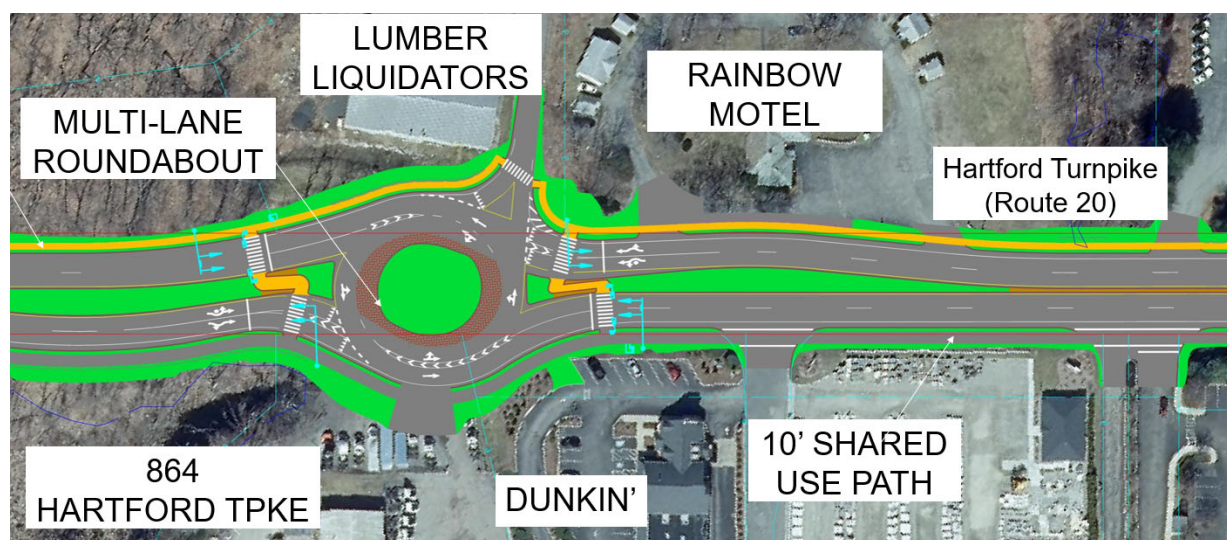 LUMBER
LIQUIDATORS
RAINBOW
MOTEL
MULTI-LANE
ROUNDABOUT
Hartford Turnpike
(Route 20)
864
HARTFORD TPKE
DUNKIN’
10’ SHARED
USE PATH